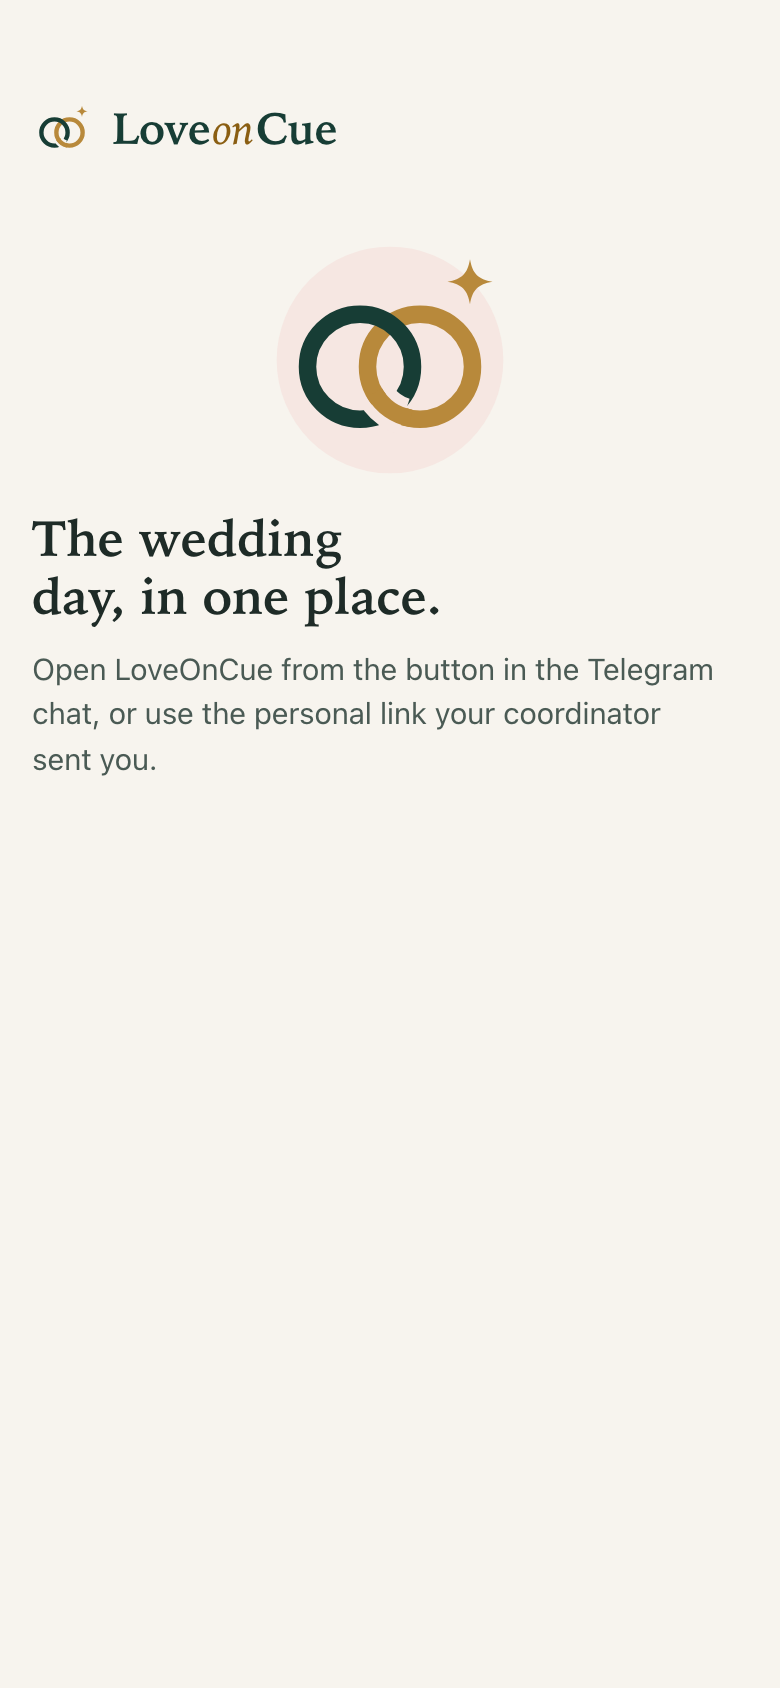 LoveonCue
The wedding
day, in one place.
Open LoveOnCue from the button in the Telegram
chat, or use the personal link your coordinator
sent you.